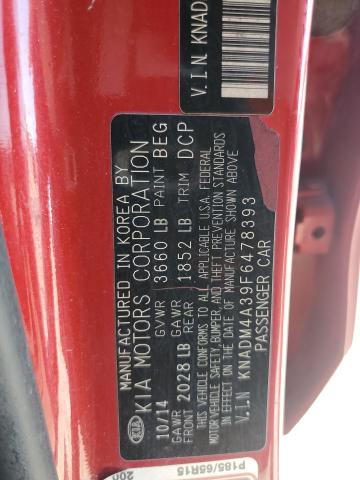 V.I.N KNAD
MANUFACTURED IN KOREA BY
KIA KIA MOTORS CORPORATION
10/14 GVWR 3660 LB PAINT BEG
GAWR FRONT 2028 LB GAWR REAR 1852 LB TRIM DCP
THIS VEHICLE CONFORMS TO ALL APPLICABLE U.S.A. FEDERAL
MOTOR VEHICLE SAFETY, BUMPER, AND THEFT PREVENTION STANDARDS
IN EFFECT ON THE DATE OF MANUFACTURE SHOWN ABOVE
V.I.N KNADM4A39F6478393
PASSENGER CAR
P185/65R15
200